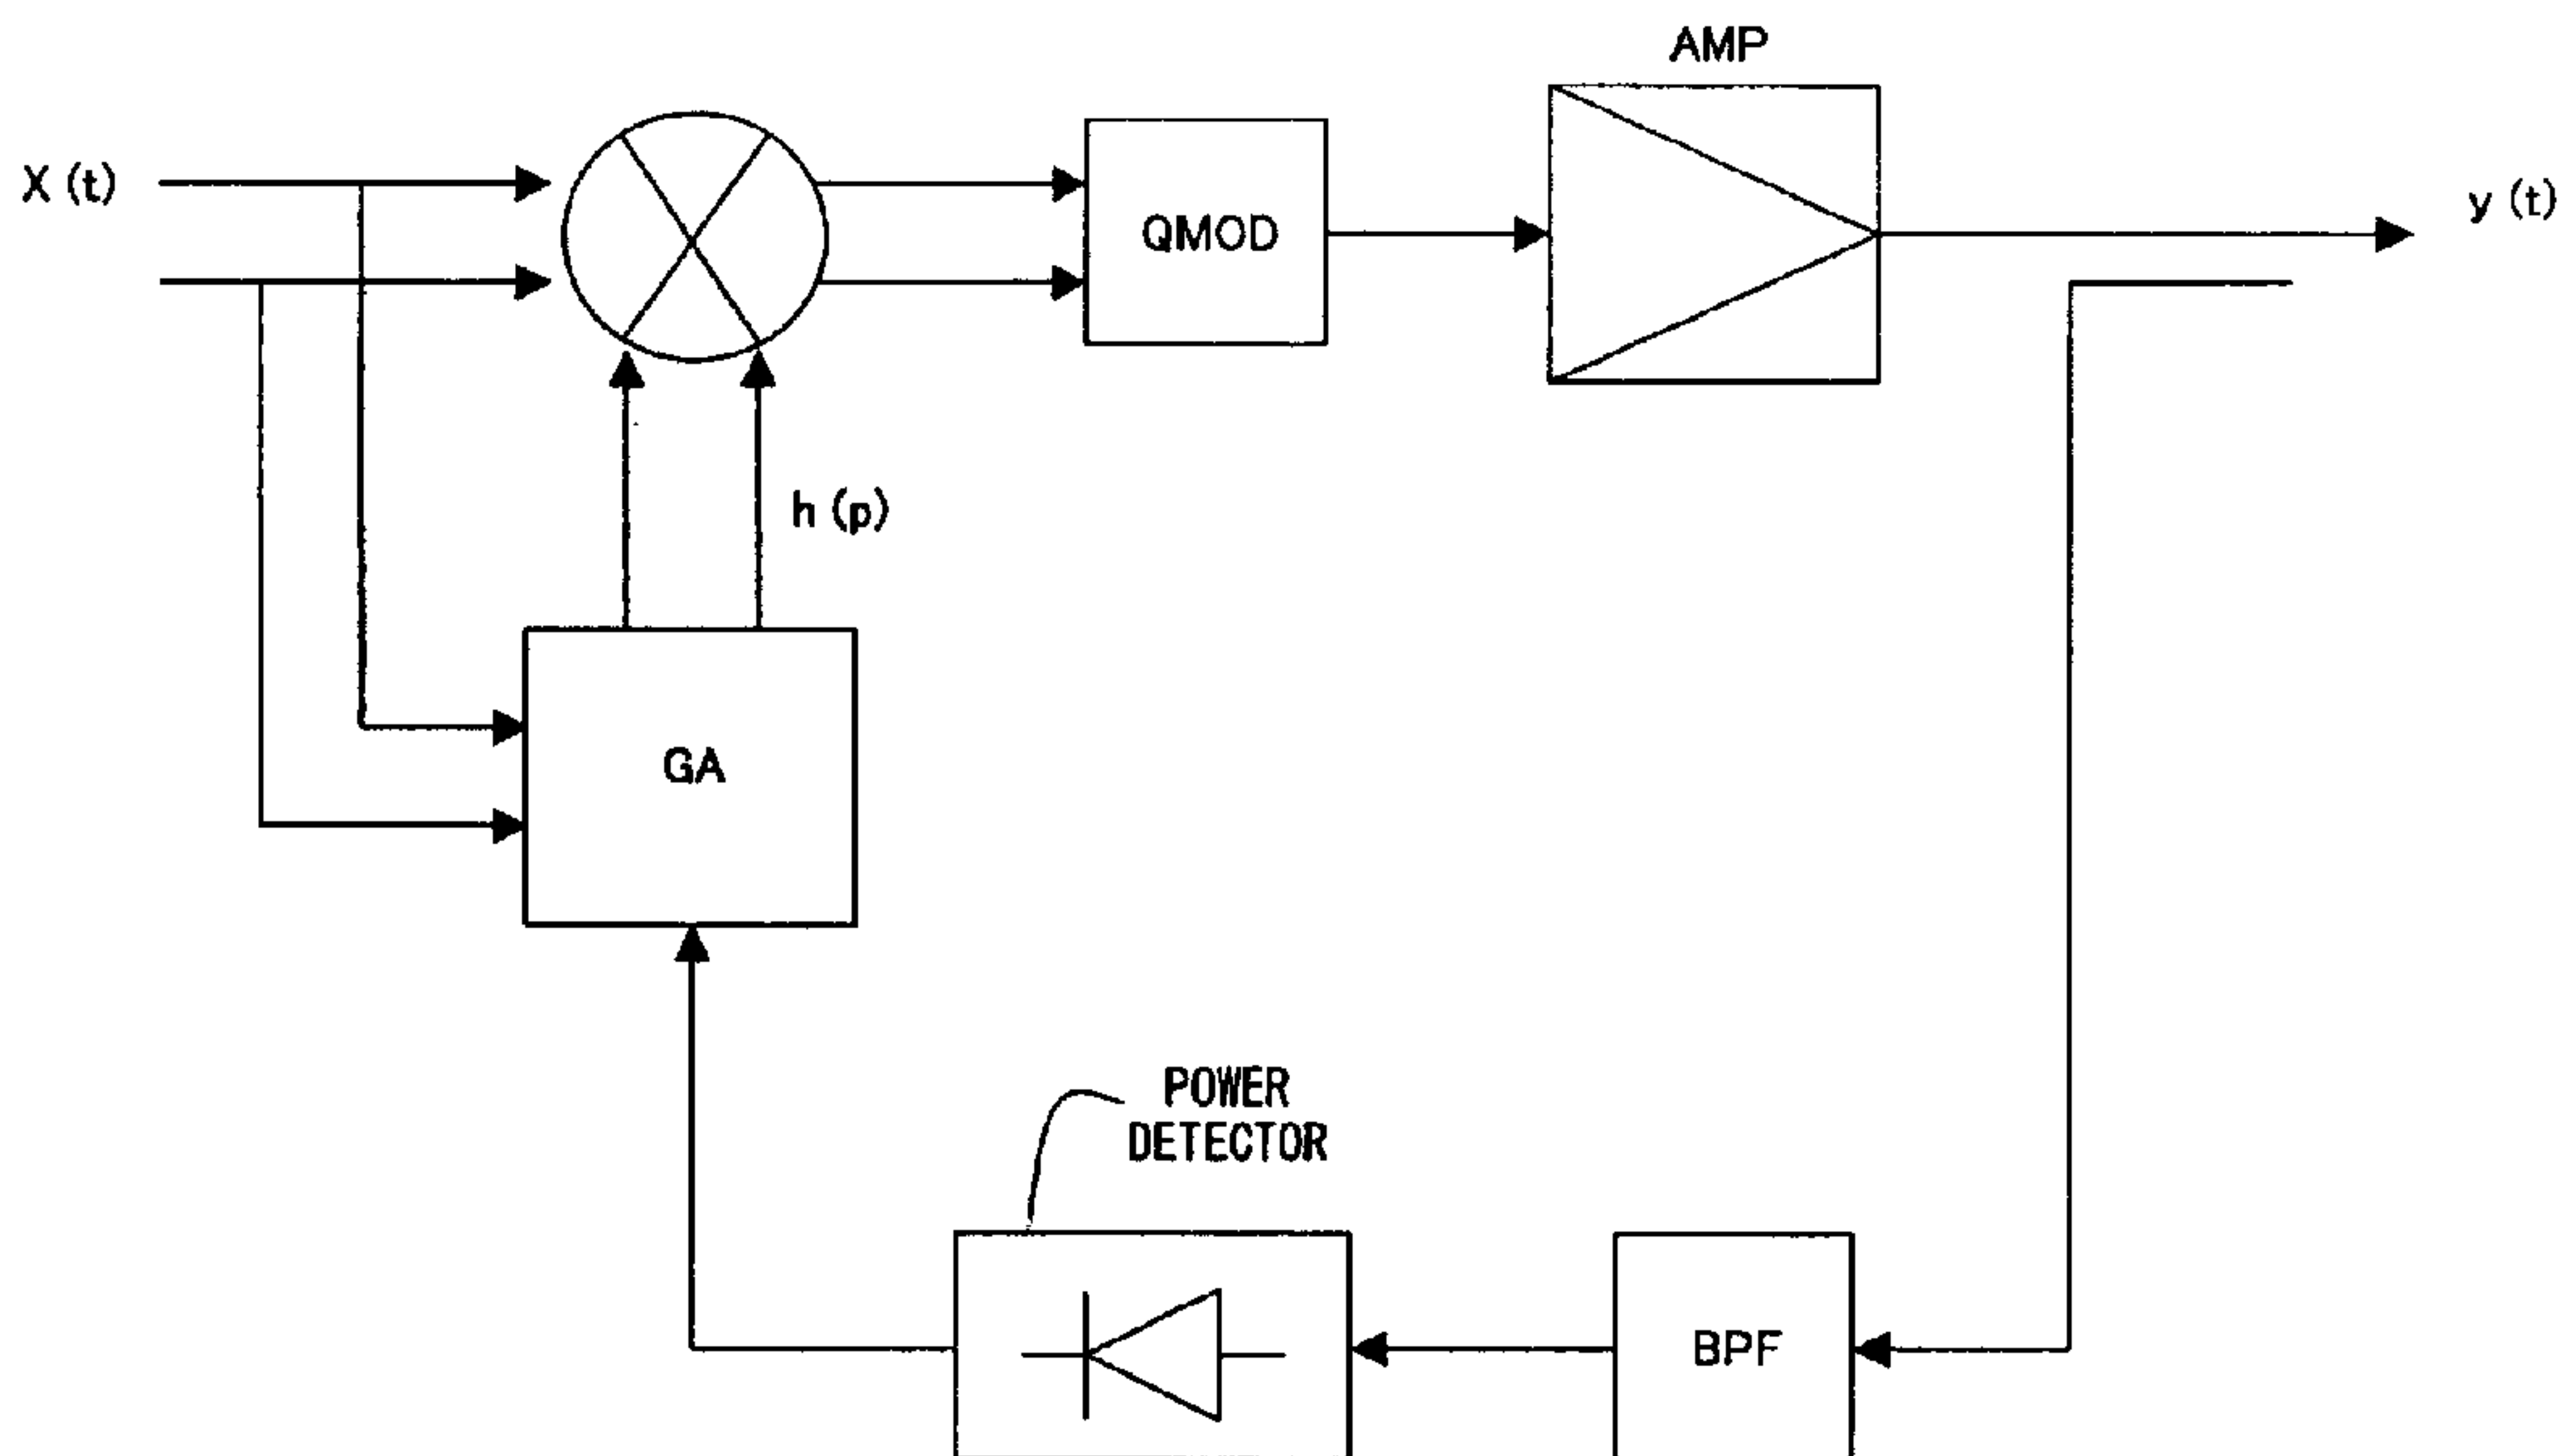 AMP
X (t)
QMOD
y (t)
h (p)
GA
POWER
DETECTOR
BPF